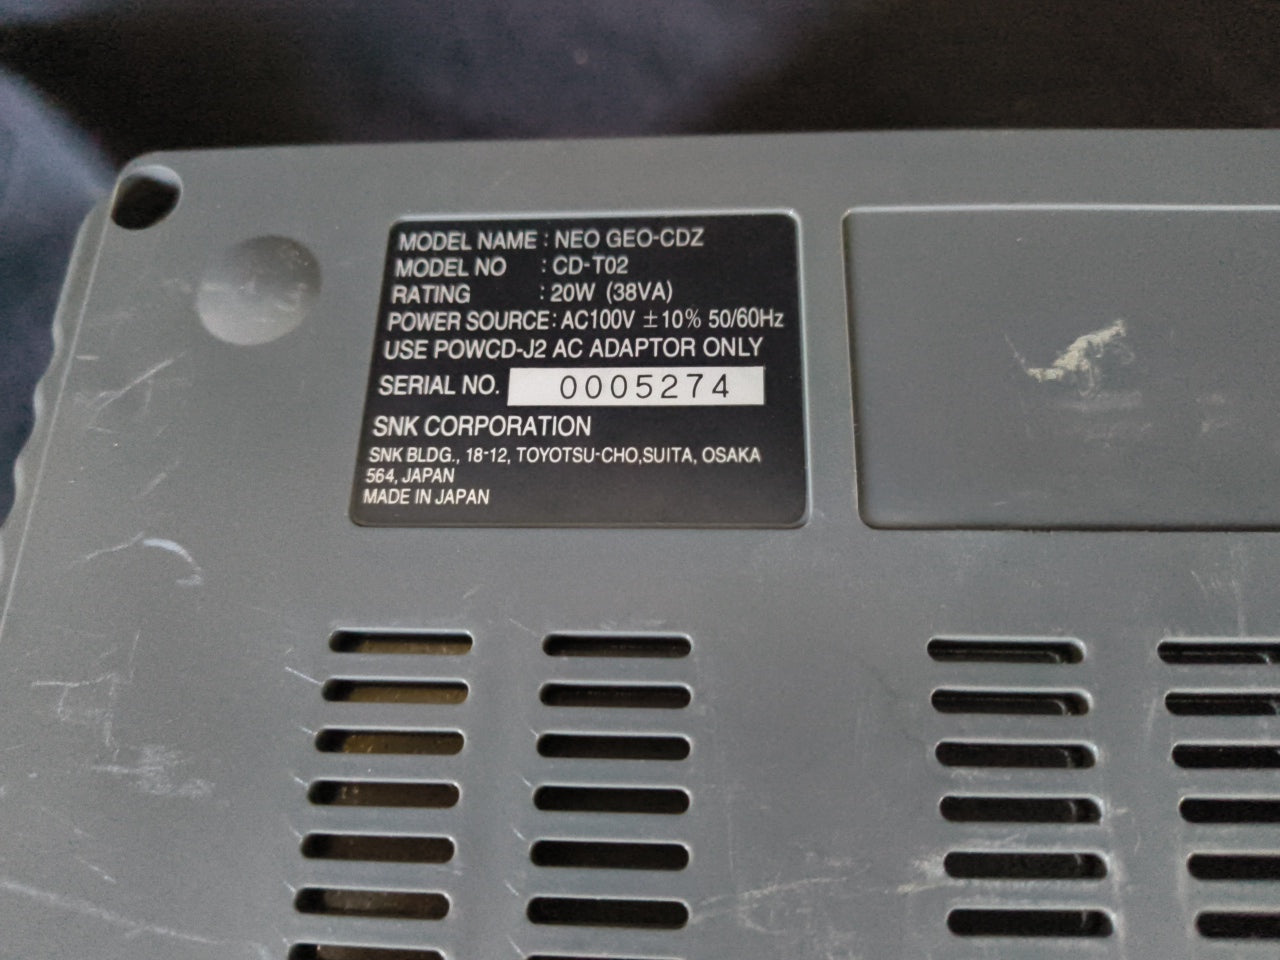 MODEL NAME : NEO GEO-CDZ
MODEL NO : CD-T02
RATING : 20W (38VA)
POWER SOURCE : AC100V ±10% 50/60Hz
USE POWCD-J2 AC ADAPTOR ONLY
SERIAL NO. 0005274
SNK CORPORATION
SNK BLDG., 18-12, TOYOTSU-CHO,SUITA, OSAKA
564, JAPAN
MADE IN JAPAN